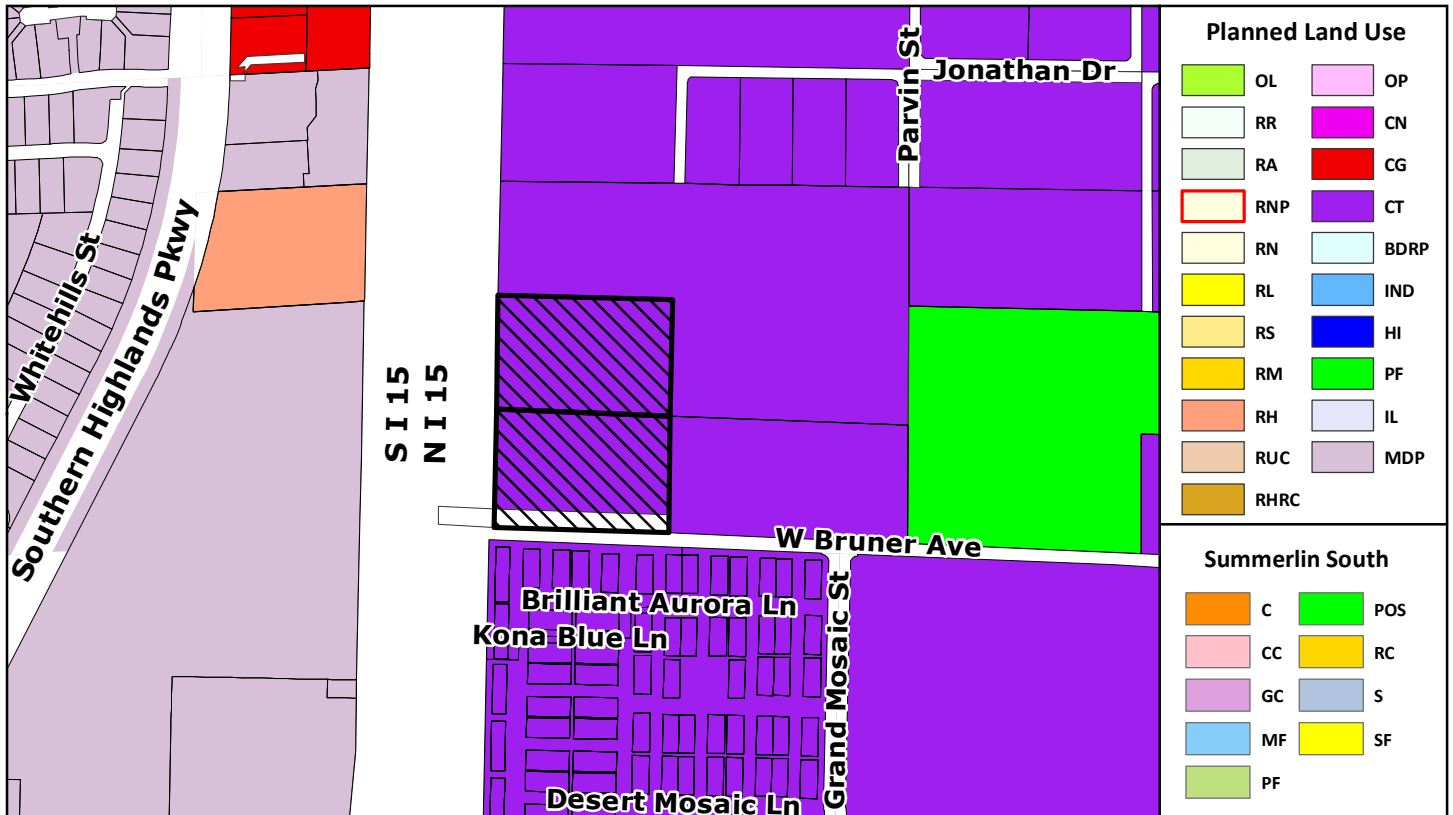 Parvin St
Jonathan Dr
Whitehills St
Southern Highlands Pkwy
S I 15
N I 15
W Bruner Ave
Brilliant Aurora Ln
Kona Blue Ln
Grand Mosaic St
Desert Mosaic Ln
Planned Land Use
OL OP
RR CN
RA CG
RNP CT
RN BDRP
RL IND
RS HI
RM PF
RH IL
RUC MDP
RHRC
Summerlin South
C POS
CC RC
GC S
MF SF
PF